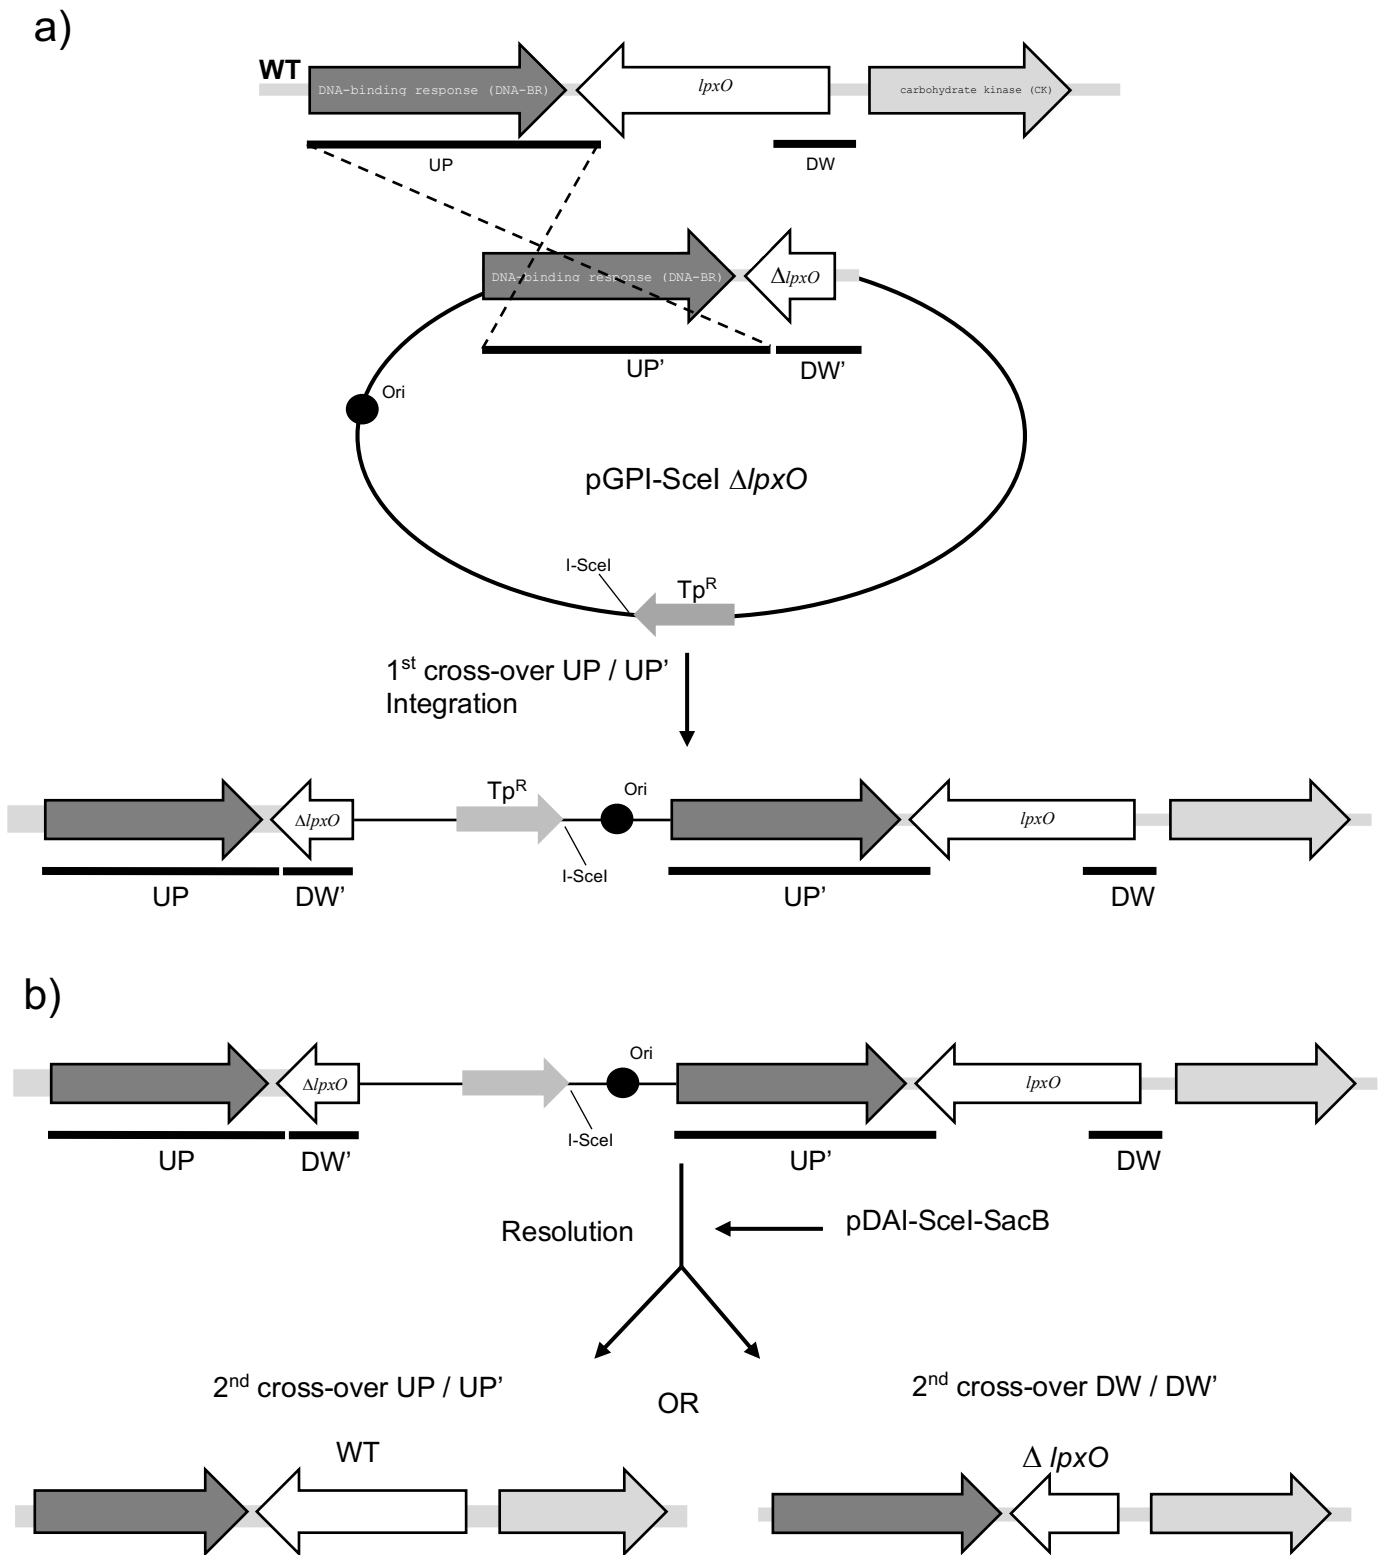 a)
WT
DNA-binding response (DNA-BR)
lpxO
carbohydrate kinase (CK)
UP
DW
DNA-binding response (DNA-BR)
ΔlpxO
UP’
DW’
Ori
pGPI-SceI ΔlpxO
I-SceI
Tp^R
1st cross-over UP / UP’
Integration
Tp^R
Ori
ΔlpxO
lpxO
I-SceI
UP
DW’
UP’
DW
b)
Ori
ΔlpxO
lpxO
I-SceI
UP
DW’
UP’
DW
Resolution
pDAI-SceI-SacB
2nd cross-over UP / UP’
OR
2nd cross-over DW / DW’
WT
Δ lpxO